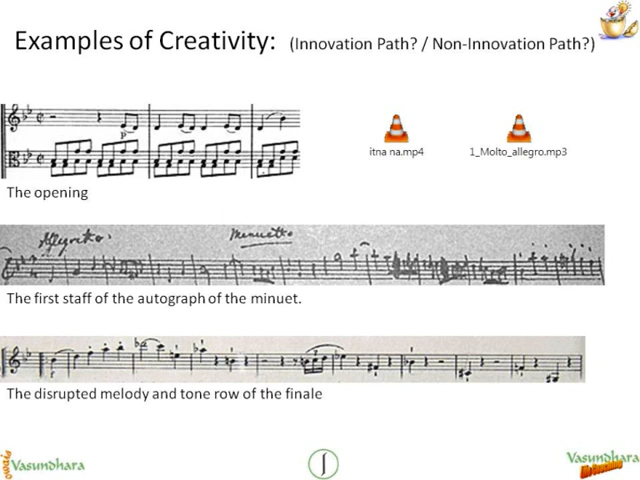 Examples of Creativity: (Innovation Path? / Non-Innovation Path?)
p
itna na.mp4
1_Molto_allegro.mp3
The opening
Allegretto.
Menuetto
The first staff of the autograph of the minuet.
The disrupted melody and tone row of the finale
Vasundhara
Vasundhara